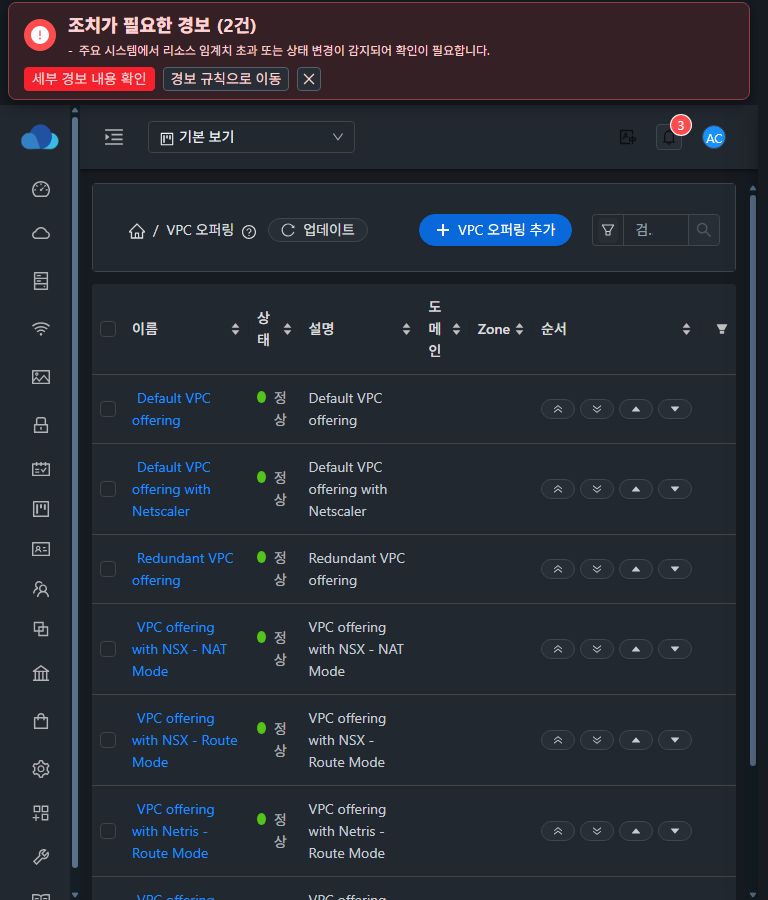 조치가 필요한 경보 (2건)
- 주요 시스템에서 리소스 임계치 초과 또는 상태 변경이 감지되어 확인이 필요합니다.
세부 경보 내용 확인
경보 규칙으로 이동
기본 보기
3
AC
/ VPC 오퍼링
업데이트
VPC 오퍼링 추가
검.
이름
상
태
설명
도
메
인
Zone
순서
Default VPC
offering
정
상
Default VPC
offering
Default VPC
offering with
Netscaler
정
상
Default VPC
offering with
Netscaler
Redundant VPC
offering
정
상
Redundant VPC
offering
VPC offering
with NSX - NAT
Mode
정
상
VPC offering
with NSX - NAT
Mode
VPC offering
with NSX - Route
Mode
정
상
VPC offering
with NSX -
Route Mode
VPC offering
with Netris -
Route Mode
정
상
VPC offering
with Netris -
Route Mode
VPC offering
VPC offering